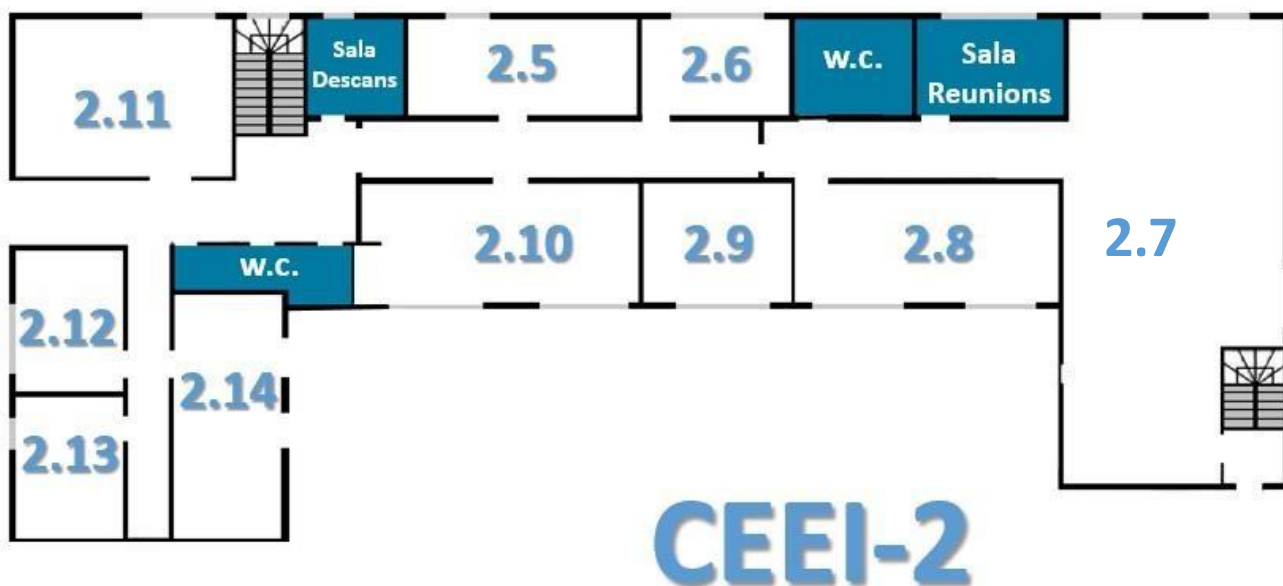 2.11
Sala
Descans
2.5
2.6
w.c.
Sala
Reunions
2.10
2.9
2.8
2.7
w.c.
2.12
2.14
2.13
CEEI-2